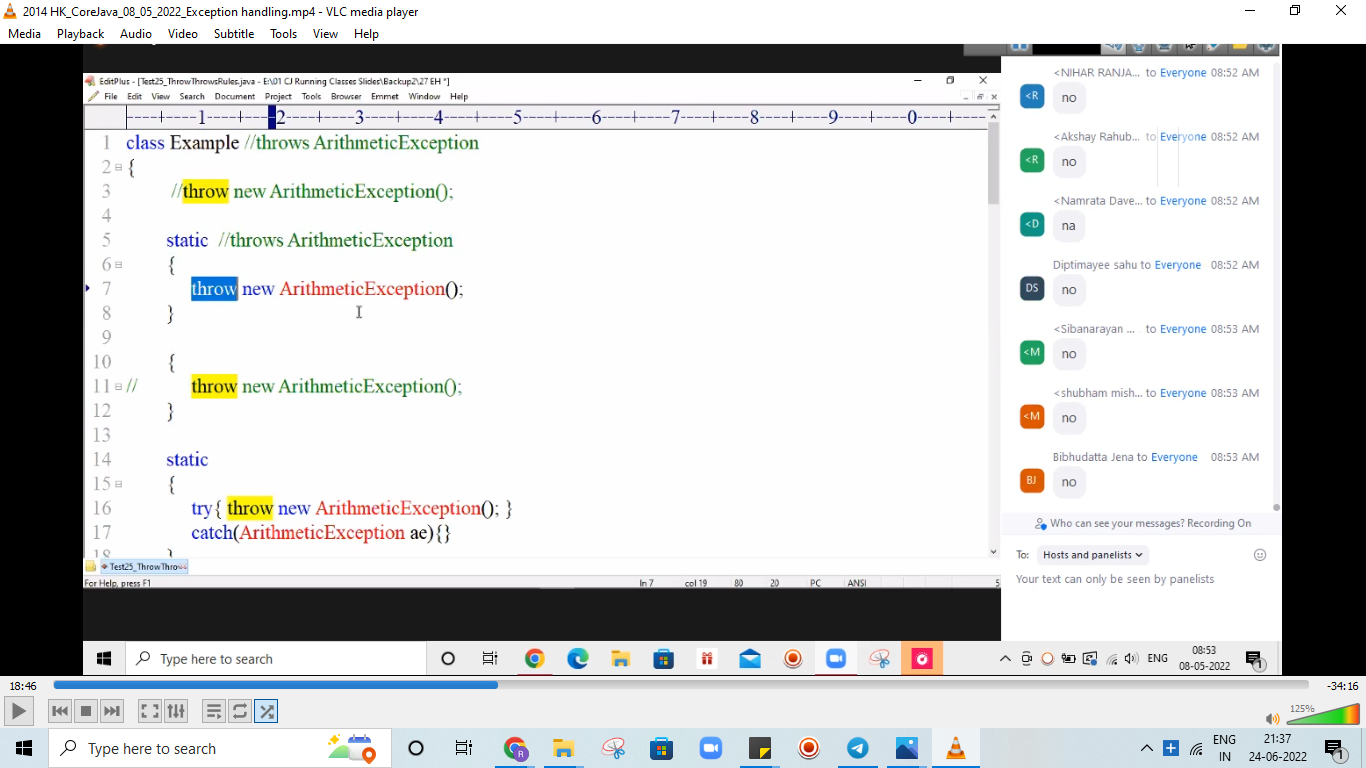 2014 HK_CoreJava_08_05_2022_Exception handling.mp4 - VLC media player
Media Playback Audio Video Subtitle Tools View Help
EditPlus - [Test25_ThrowThrowsRules.java - E:\01 CJ Running Classes Slides\Backup2\27 EH *]
File Edit View Search Document Project Tools Browser Emmet Window Help
----+----1----+----2----+----3----+----4----+----5----+----6----+----7----+----8----+----9----+----0----+----
1 class Example //throws ArithmeticException
2 {
3 //throw new ArithmeticException();
4
5 static //throws ArithmeticException
6 {
7 throw new ArithmeticException();
8 }
9
10 {
11 // throw new ArithmeticException();
12 }
13
14 static
15 {
16 try{ throw new ArithmeticException(); }
17 catch(ArithmeticException ae){}
18 }
Test25_ThrowThrow
For Help, press F1 ln 7 col 19 80 20 PC ANSI 5
<NIHAR RANJA... to Everyone 08:52 AM
<R no
<Akshay Rahub... to Everyone 08:52 AM
<R no
<Namrata Dave... to Everyone 08:52 AM
<D na
Diptimayee sahu to Everyone 08:52 AM
DS no
<Sibanarayan ... to Everyone 08:53 AM
<M no
<shubham mish... to Everyone 08:53 AM
<M no
Bibhudatta Jena to Everyone 08:53 AM
BJ no
Who can see your messages? Recording On
To: Hosts and panelists
Your text can only be seen by panelists
Type here to search
ENG
08:53
08-05-2022
1
18:46
-34:16
125%
Type here to search
ENG
IN
21:37
24-06-2022
1